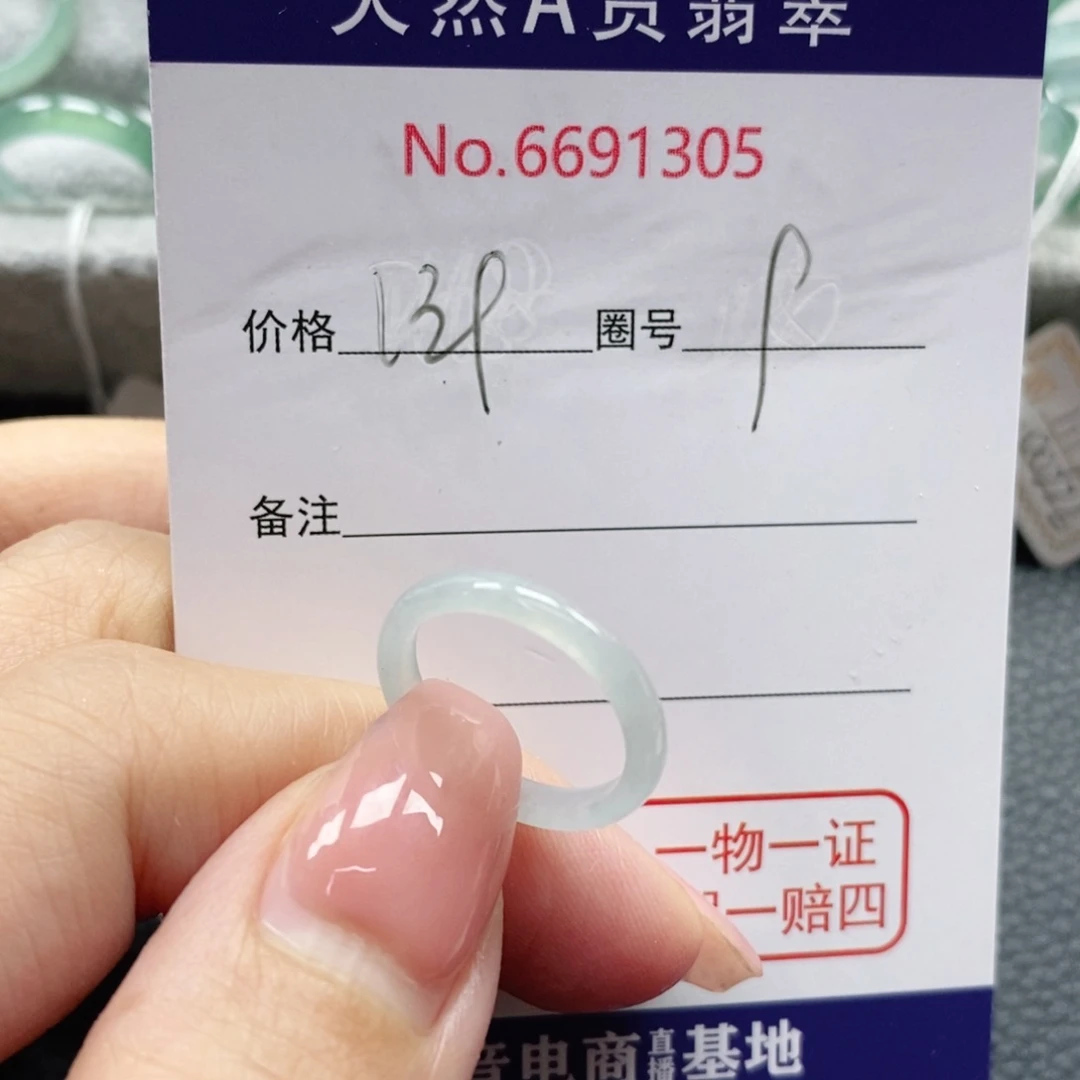 天然A货翡翠
No.6691305
价格 圈号
备注
一物一证
一赔四
音电商直播基地